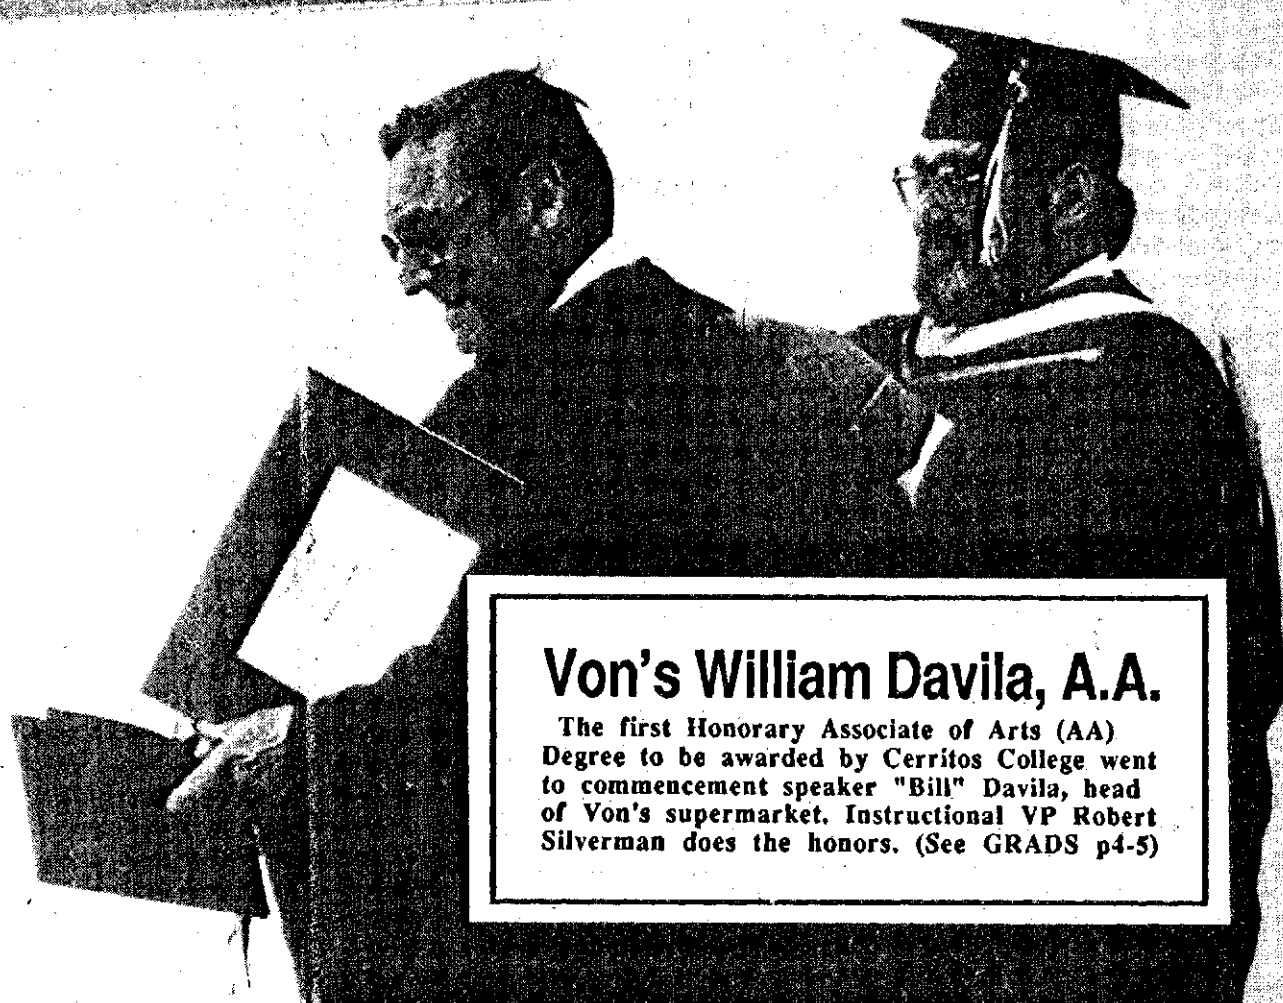 Von's William Davila, A.A.
The first Honorary Associate of Arts (AA)
Degree to be awarded by Cerritos College went
to commencement speaker "Bill" Davila, head
of Von's supermarket. Instructional VP Robert
Silverman does the honors. (See GRADS p4-5)